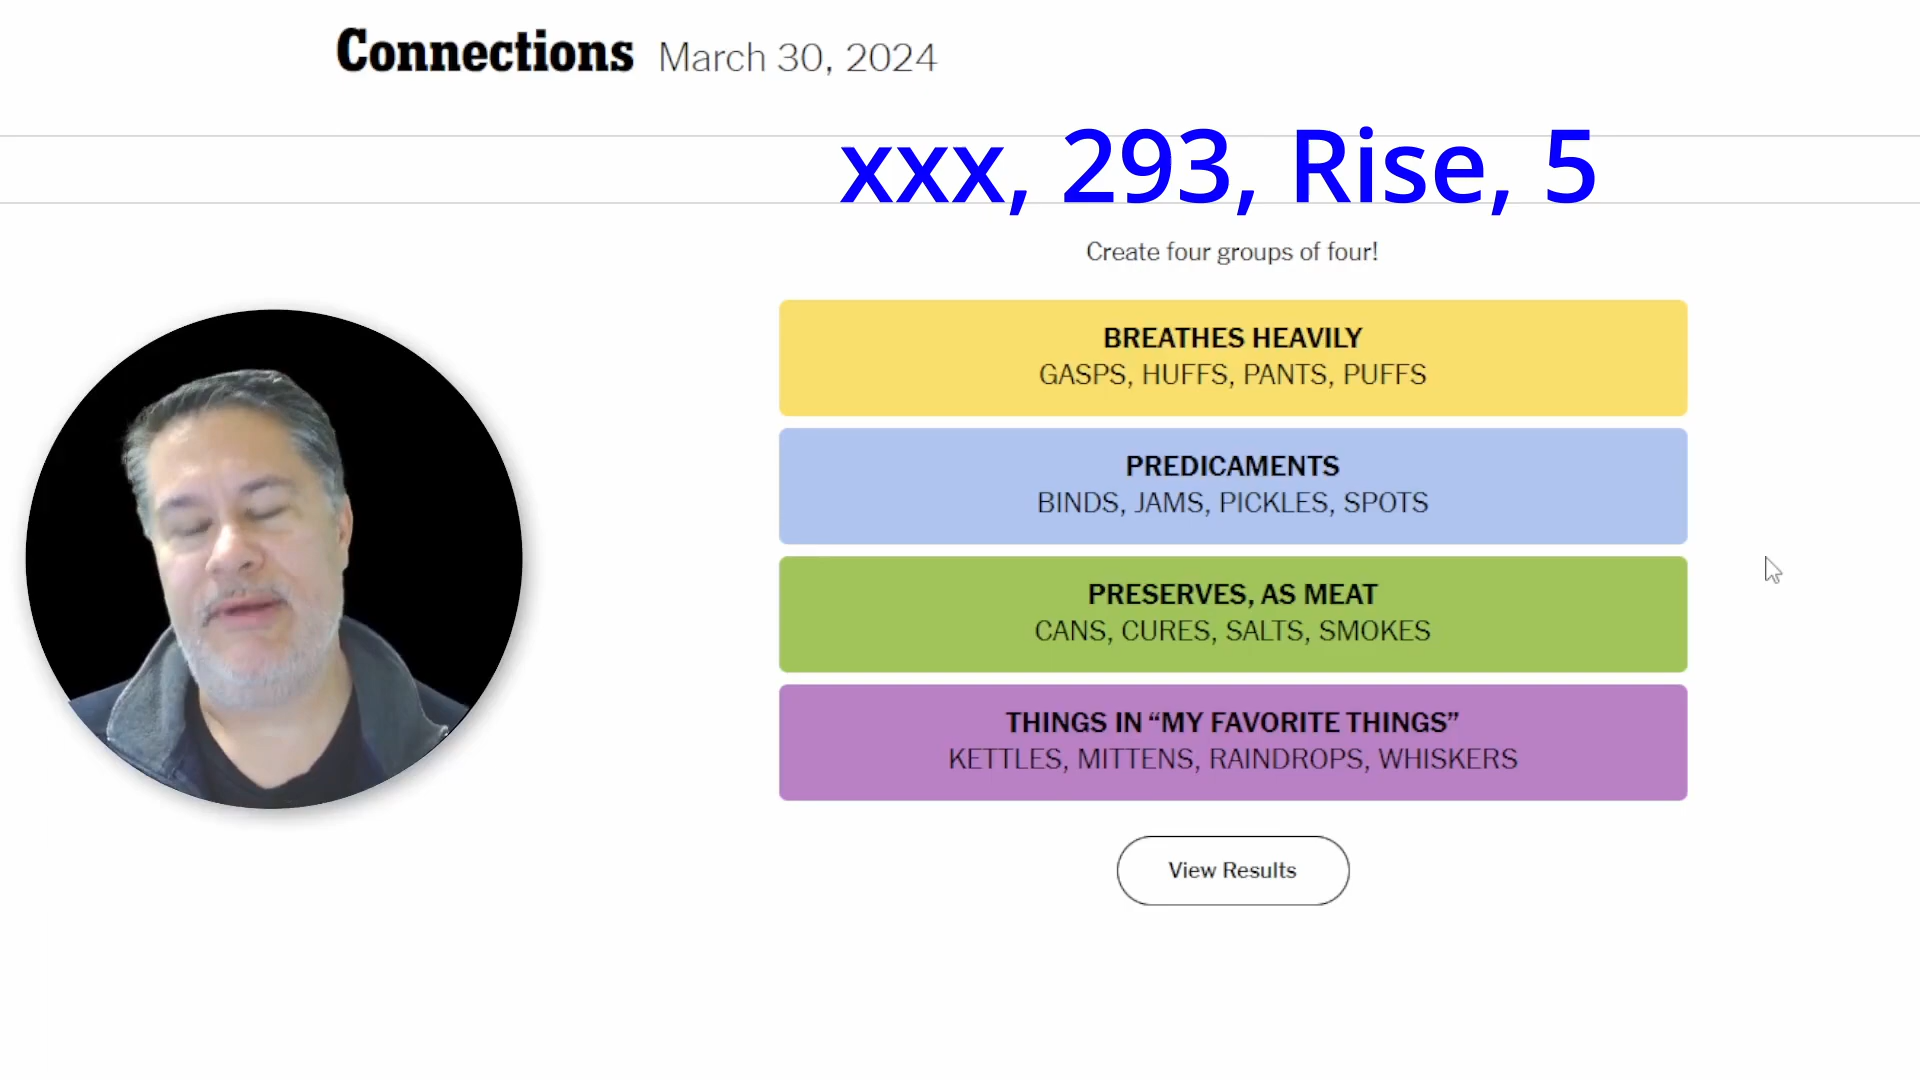 Connections March 30, 2024
xxx, 293, Rise, 5
Create four groups of four!
BREATHES HEAVILY
GASPS, HUFFS, PANTS, PUFFS
PREDICAMENTS
BINDS, JAMS, PICKLES, SPOTS
PRESERVES, AS MEAT
CANS, CURES, SALTS, SMOKES
THINGS IN “MY FAVORITE THINGS”
KETTLES, MITTENS, RAINDROPS, WHISKERS
View Results